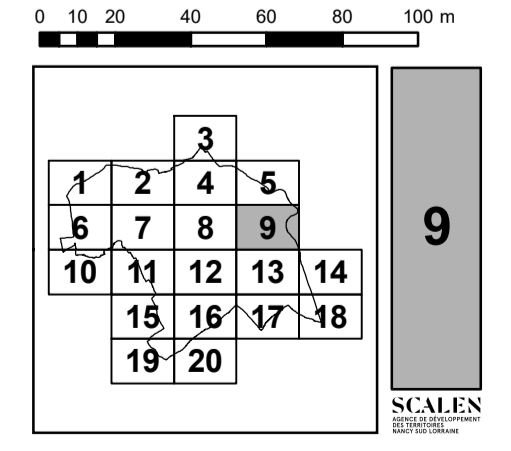 0 10 20 40 60 80 100 m
3
1 2 4 5
6 7 8 9
10 11 12 13 14
15 16 17 18
19 20
9
SCALEN
AGENCE DE DÉVELOPPEMENT
DES TERRITOIRES
NANCY SUD LORRAINE